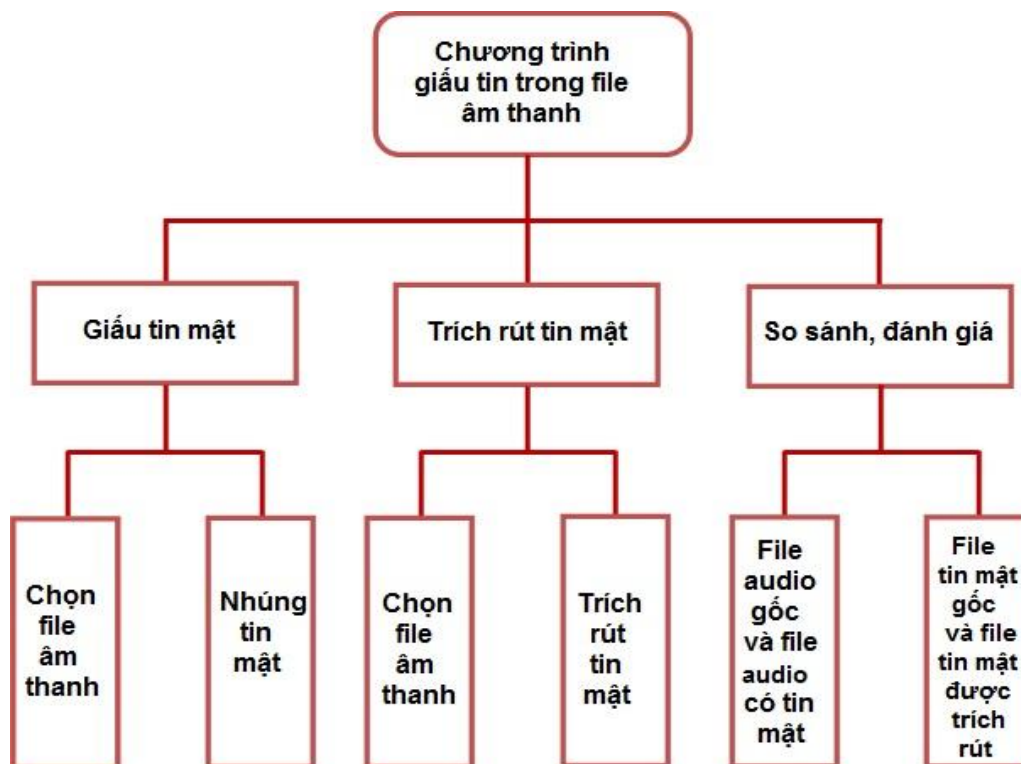 Chương trình
giấu tin trong file
âm thanh
Giấu tin mật
Trích rút tin mật
So sánh, đánh giá
Chọn
file
âm
thanh
Nhúng
tin
mật
Chọn
file
âm
thanh
Trích
rút
tin
mật
File
audio
gốc
và file
audio
có tin
mật
File
tin mật
gốc
và file
tin mật
được
trích
rút